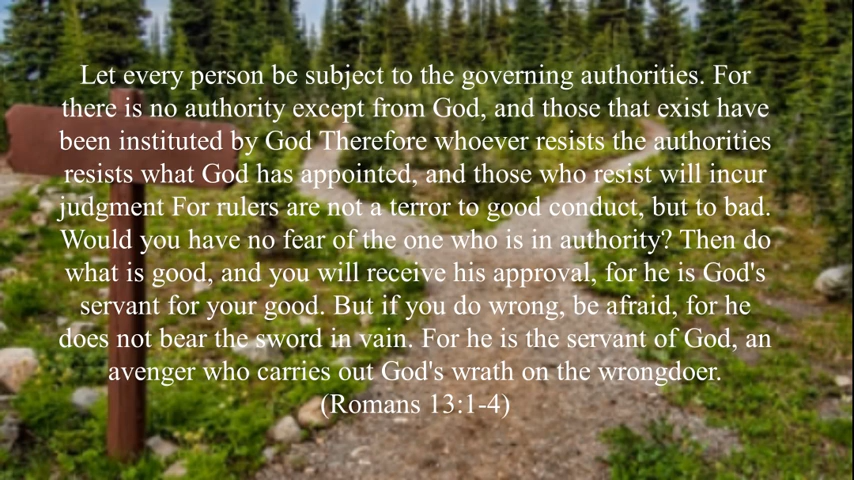 Let every person be subject to the governing authorities. For
there is no authority except from God, and those that exist have
been instituted by God Therefore whoever resists the authorities
resists what God has appointed, and those who resist will incur
judgment For rulers are not a terror to good conduct, but to bad.
Would you have no fear of the one who is in authority? Then do
what is good, and you will receive his approval, for he is God's
servant for your good. But if you do wrong, be afraid, for he
does not bear the sword in vain. For he is the servant of God, an
avenger who carries out God's wrath on the wrongdoer.
(Romans 13:1-4)